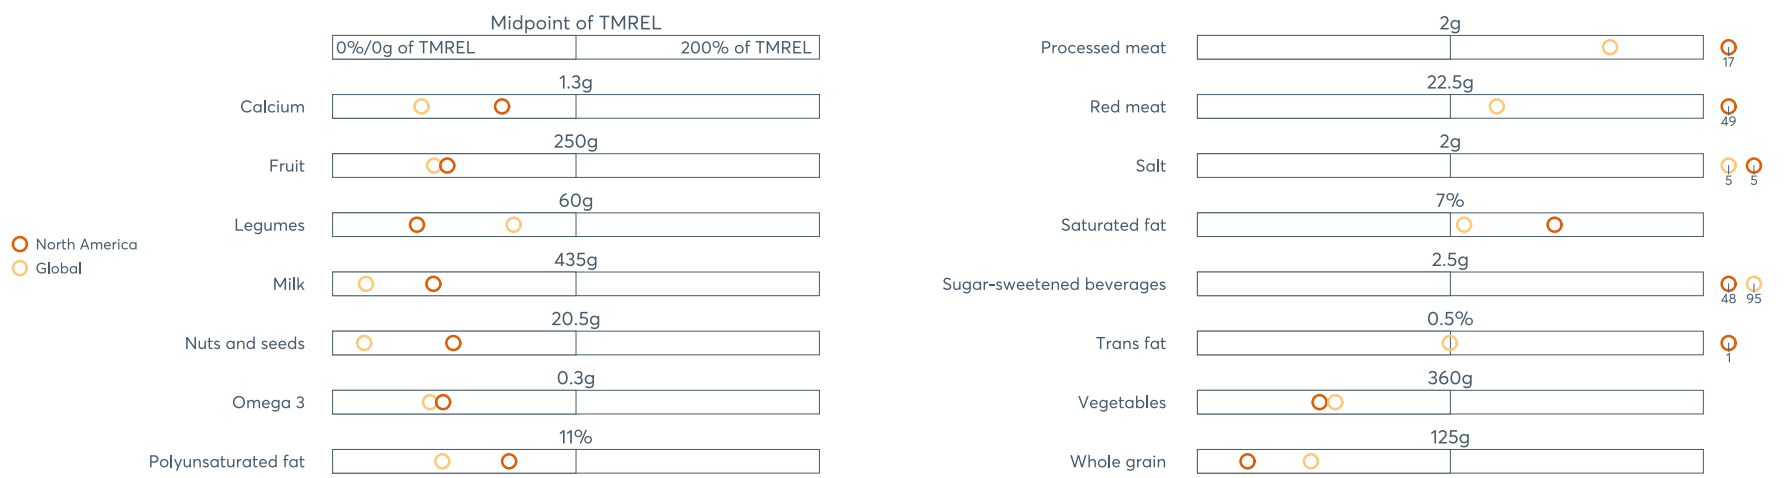 Midpoint of TMREL
0%/0g of TMREL 200% of TMREL
1.3g
Calcium
250g
Fruit
60g
Legumes
435g
Milk
20.5g
Nuts and seeds
0.3g
Omega 3
11%
Polyunsaturated fat
North America
Global
2g
Processed meat
17
22.5g
Red meat
49
2g
Salt
5 5
7%
Saturated fat
2.5g
Sugar-sweetened beverages
48 95
0.5%
Trans fat
1
360g
Vegetables
125g
Whole grain